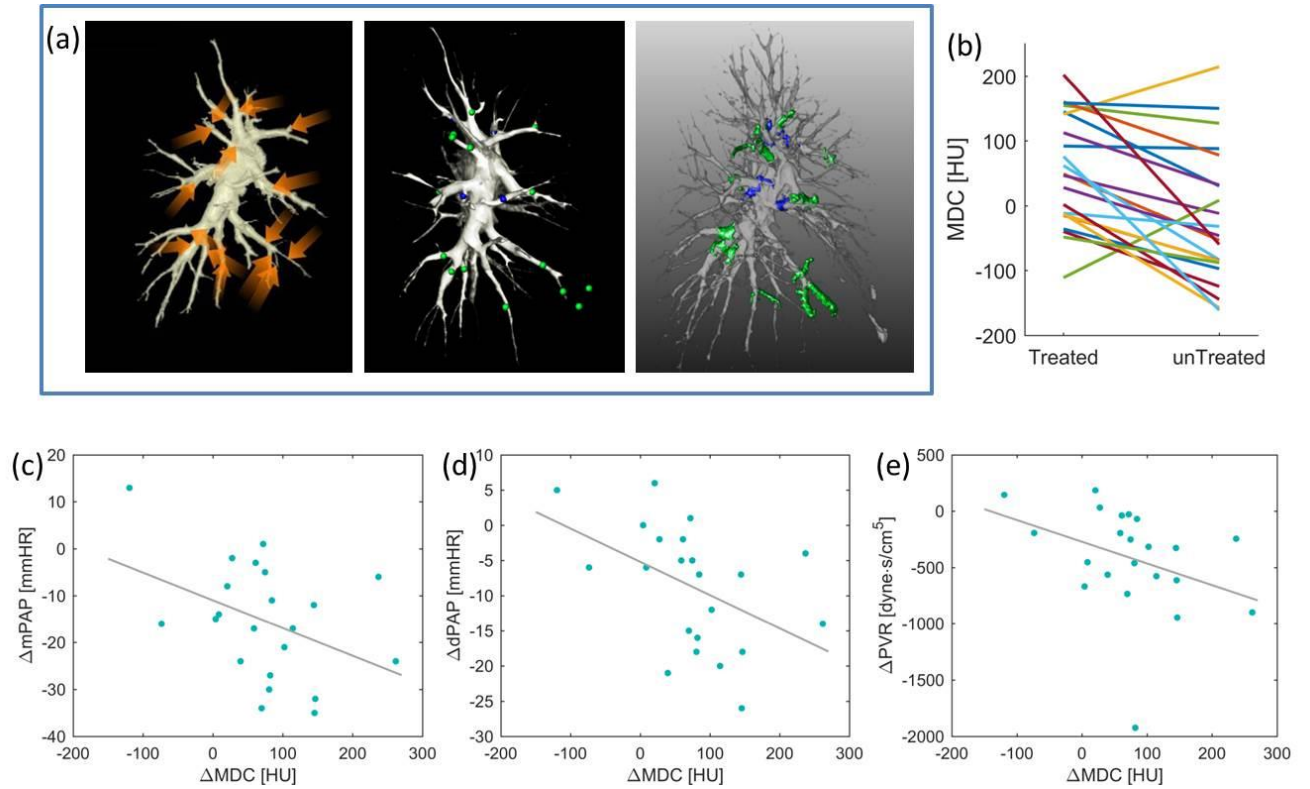 (a)
(b)
MDC [HU]
200
100
0
-100
-200
Treated unTreated
(c)
ΔmPAP [mmHR]
20
10
0
-10
-20
-30
-40
-200 -100 0 100 200 300
ΔMDC [HU]
(d)
ΔdPAP [mmHR]
10
5
0
-5
-10
-15
-20
-25
-30
-200 -100 0 100 200 300
ΔMDC [HU]
(e)
ΔPVR [dyne·s/cm⁵]
500
0
-500
-1000
-1500
-2000
-200 -100 0 100 200 300
ΔMDC [HU]